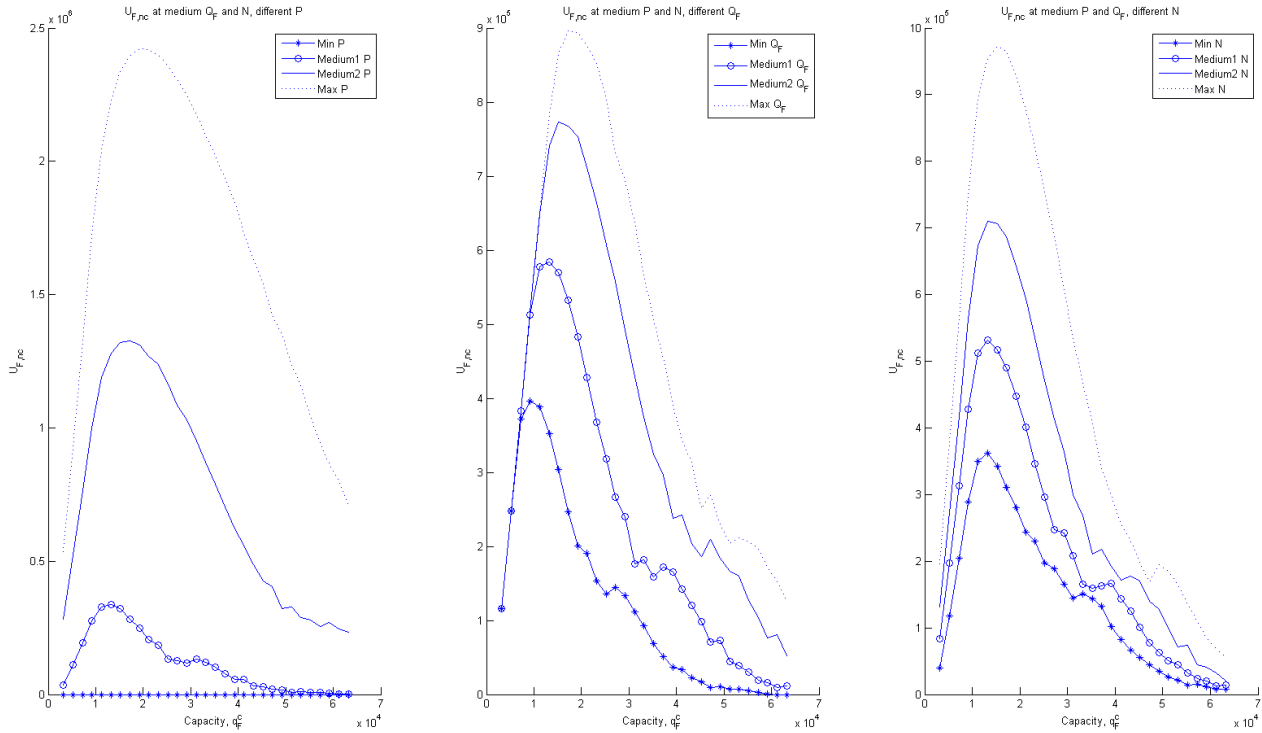 U_F,nc at medium Q_F and N, different P
x 10^6
2.5
2
1.5
1
0.5
0
U_F,nc
0
1
2
3
4
5
6
7
x 10^4
Capacity, q_F^c
Min P
Medium1 P
Medium2 P
Max P
U_F,nc at medium P and N, different Q_F
x 10^5
9
8
7
6
5
4
3
2
1
0
U_F,nc
0
1
2
3
4
5
6
7
x 10^4
Capacity, q_F^c
Min Q_F
Medium1 Q_F
Medium2 Q_F
Max Q_F
U_F,nc at medium P and Q_F, different N
x 10^5
10
9
8
7
6
5
4
3
2
1
0
U_F,nc
0
1
2
3
4
5
6
7
x 10^4
Capacity, q_F^c
Min N
Medium1 N
Medium2 N
Max N